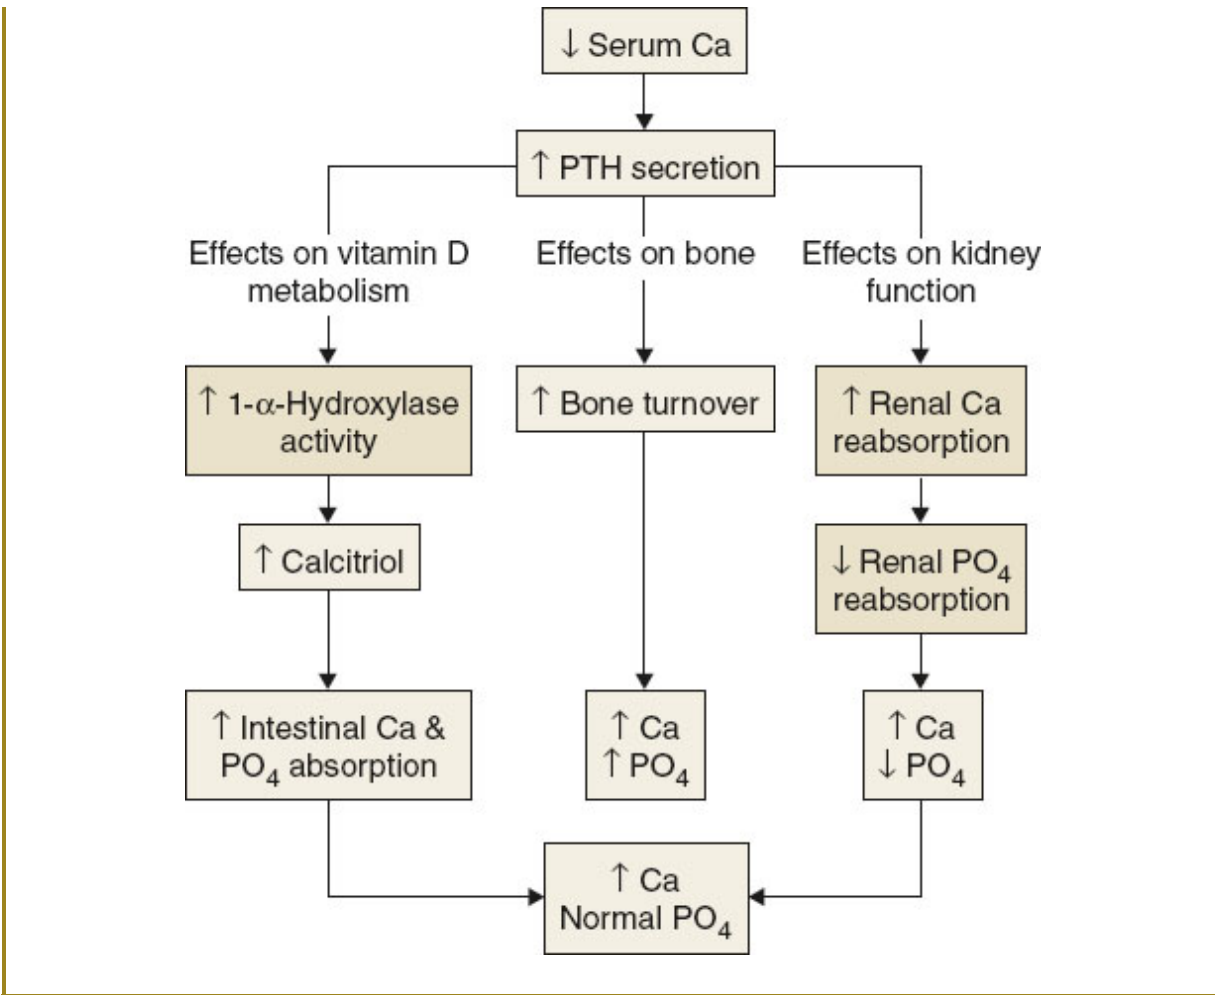 ↓ Serum Ca
↑ PTH secretion
Effects on vitamin D
metabolism
Effects on bone
Effects on kidney
function
↑ 1-α-Hydroxylase
activity
↑ Bone turnover
↑ Renal Ca
reabsorption
↑ Calcitriol
↓ Renal PO₄
reabsorption
↑ Intestinal Ca &
PO₄ absorption
↑ Ca
↑ PO₄
↑ Ca
↓ PO₄
↑ Ca
Normal PO₄